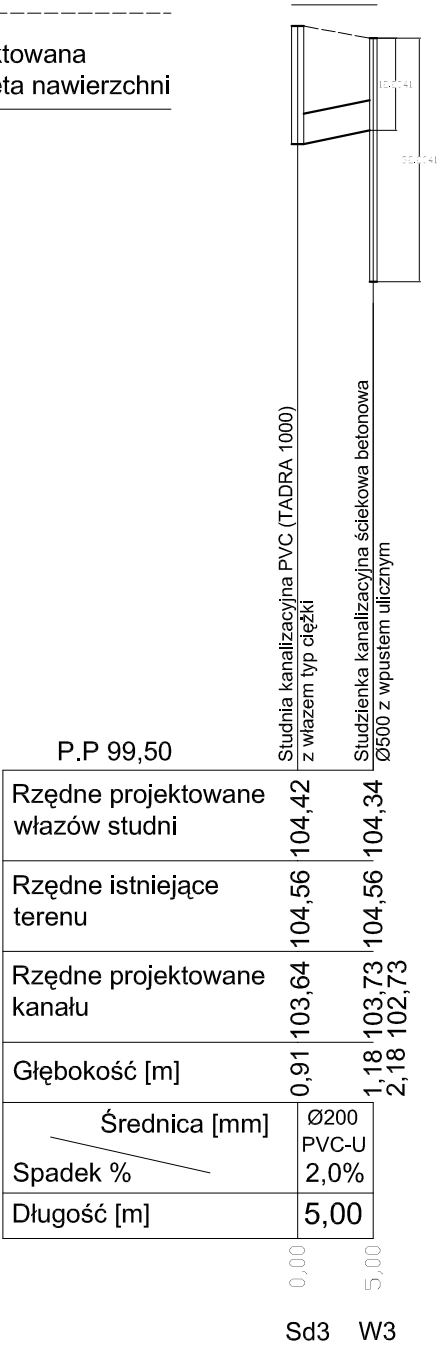 ktowana
eta nawierzchni
Studnia kanalizacyjna PVC (TADRA 1000)
z włazem typ ciężki
Studzienka kanalizacyjna ściekowa betonowa
Ø500 z wpustem ulicznym
P.P 99,50
Rzędne projektowane
włazów studni
104,42
104,34
Rzędne istniejące
terenu
104,56
104,56
Rzędne projektowane
kanału
103,64
103,73
102,73
Głębokość [m]
0,91
1,18
2,18
Średnica [mm]
Ø200
PVC-U
Spadek %
2,0%
Długość [m]
5,00
0,00
5,00
Sd3
W3